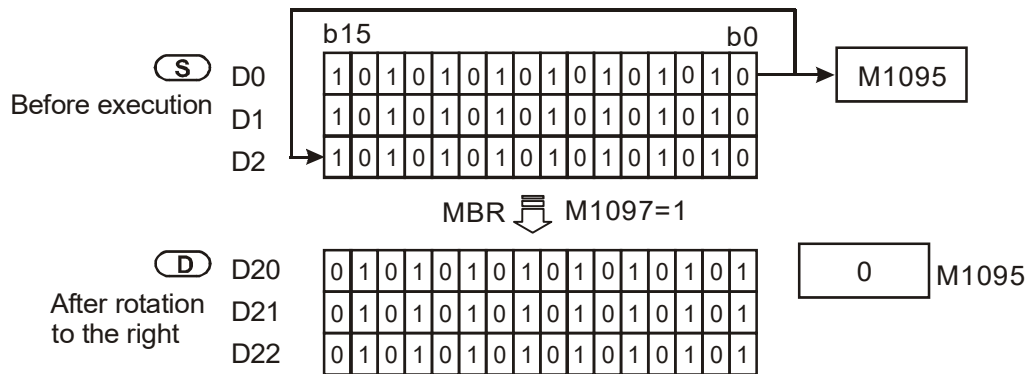 b15 b0
S D0 1 0 1 0 1 0 1 0 1 0 1 0 1 0 1 0 M1095
Before execution D1 1 0 1 0 1 0 1 0 1 0 1 0 1 0 1 0
D2 1 0 1 0 1 0 1 0 1 0 1 0 1 0 1 0
MBR M1097=1
D D20 0 1 0 1 0 1 0 1 0 1 0 1 0 1 0 1 0 M1095
After rotation D21 0 1 0 1 0 1 0 1 0 1 0 1 0 1 0 1
to the right D22 0 1 0 1 0 1 0 1 0 1 0 1 0 1 0 1